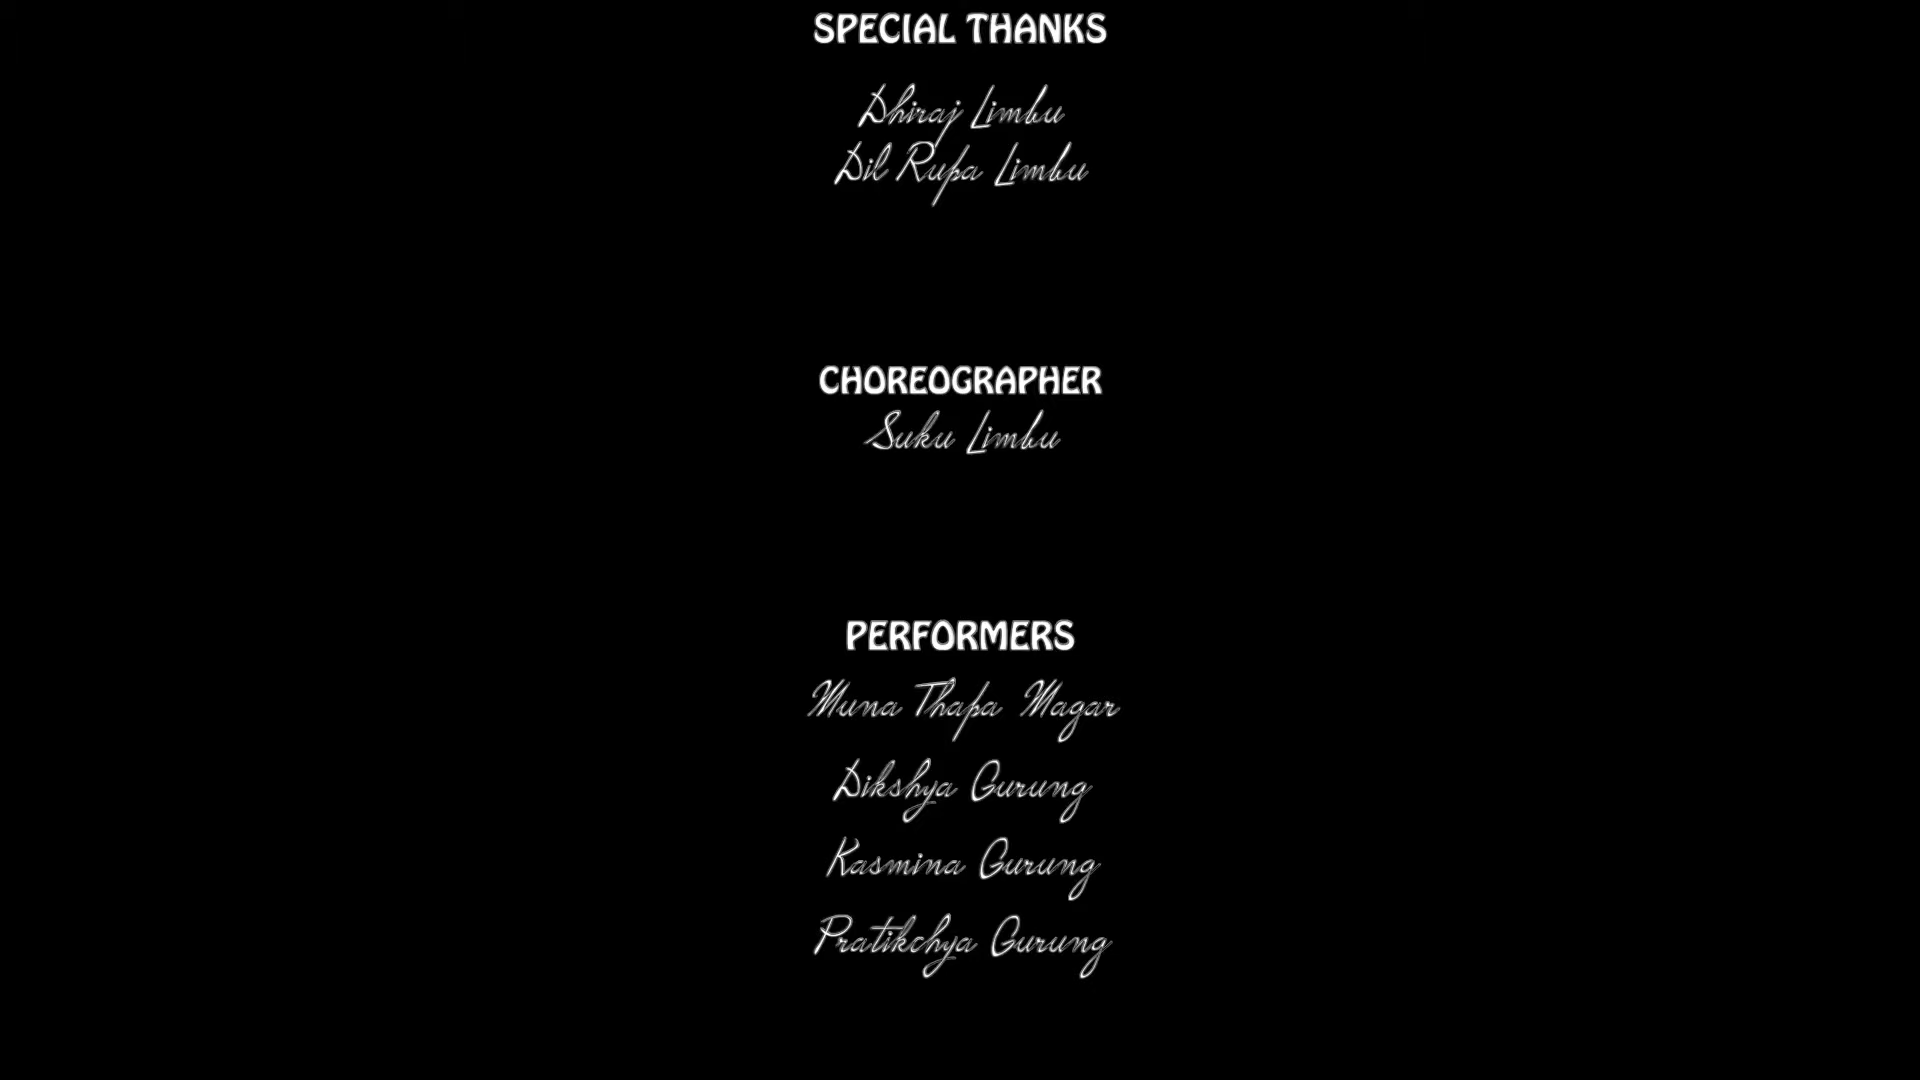 SPECIAL THANKS
Dhiraj Limbu
Dil Rupa Limbu
CHOREOGRAPHER
Suku Limbu
PERFORMERS
Muna Thapa Magar
Dikshya Gurung
Kasmina Gurung
Pratikchya Gurung